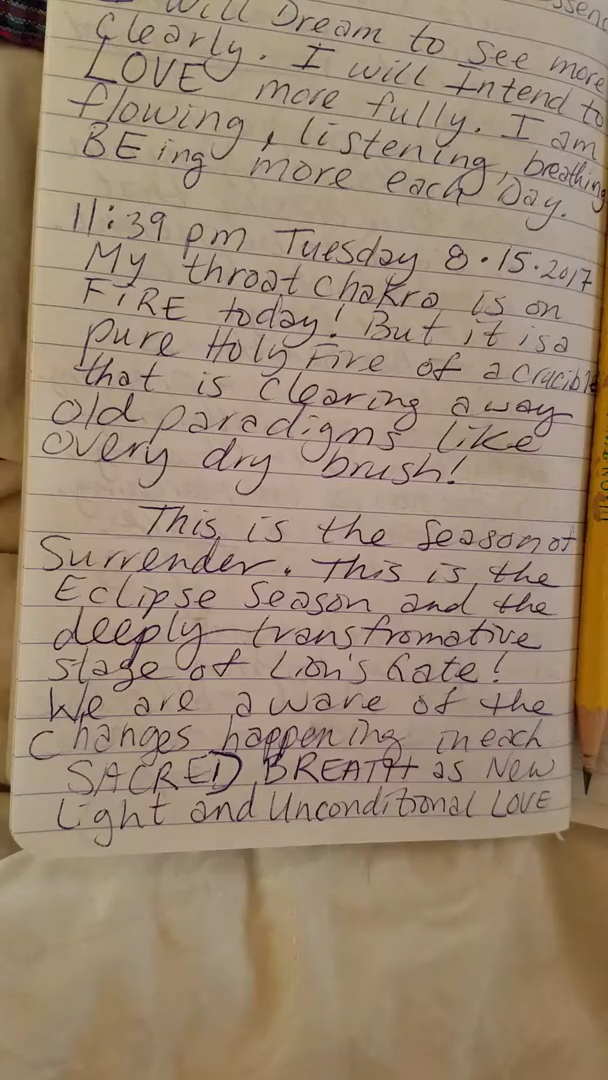 I will Dream to see more
clearly. I will Intend to
LOVE more fully. I am
flowing, listening, breathing
BEing more each Day.
11:39 pm Tuesday 8.15.2017
My throat Chakra is on
FiRE today! But it is a
pure Holy Fire of a crucible
that is clearing away
old paradigms like
overy dry brush!
This is the Season of
Surrender. This is the
Eclipse Season and the
deeply transfromative
stage of Lion's Gate!
We are aware of the
Changes happening in each
SACRED BREATH as New
Light and Unconditional LOVE